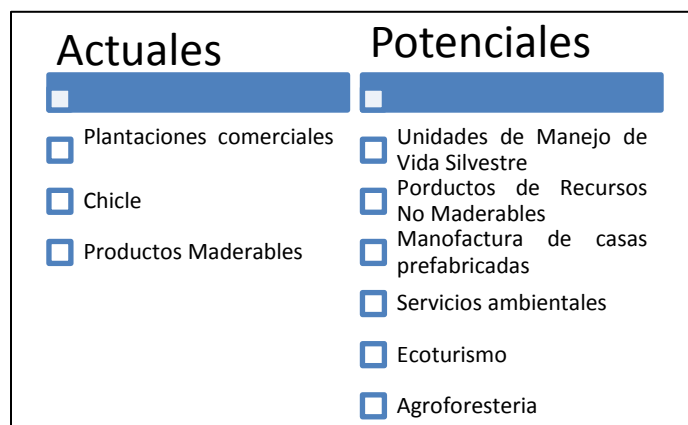 Actuales
Plantaciones comerciales
Chicle
Productos Maderables
Potenciales
Unidades de Manejo de
Vida Silvestre
Porductos de Recursos
No Maderables
Manofactura de casas
prefabricadas
Servicios ambientales
Ecoturismo
Agroforesteria